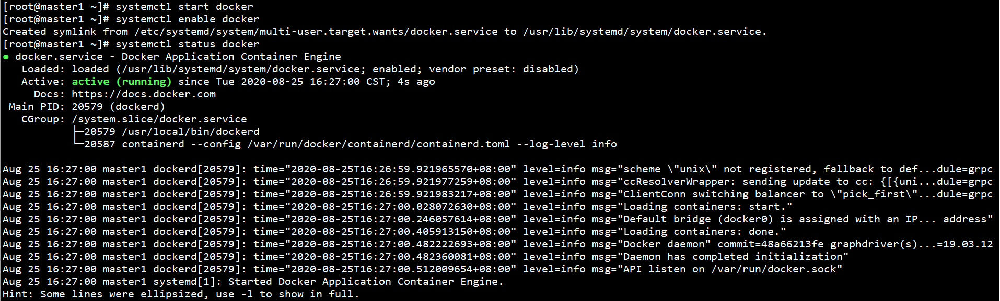 [root@master1 ~]# systemctl start docker
[root@master1 ~]# systemctl enable docker
Created symlink from /etc/systemd/system/multi-user.target.wants/docker.service to /usr/lib/systemd/system/docker.service.
[root@master1 ~]# systemctl status docker
● docker.service - Docker Application Container Engine
   Loaded: loaded (/usr/lib/systemd/system/docker.service; enabled; vendor preset: disabled)
   Active: active (running) since Tue 2020-08-25 16:27:00 CST; 4s ago
     Docs: https://docs.docker.com
 Main PID: 20579 (dockerd)
   CGroup: /system.slice/docker.service
           ├─20579 /usr/local/bin/dockerd
           └─20587 containerd --config /var/run/docker/containerd/containerd.toml --log-level info

Aug 25 16:27:00 master1 dockerd[20579]: time="2020-08-25T16:26:59.921965570+08:00" level=info msg="scheme \"unix\" not registered, fallback to def...dule=grpc
Aug 25 16:27:00 master1 dockerd[20579]: time="2020-08-25T16:26:59.921977259+08:00" level=info msg="ccResolverWrapper: sending update to cc: {[{uni...dule=grpc
Aug 25 16:27:00 master1 dockerd[20579]: time="2020-08-25T16:26:59.921983217+08:00" level=info msg="ClientConn switching balancer to \"pick_first\"...dule=grpc
Aug 25 16:27:00 master1 dockerd[20579]: time="2020-08-25T16:27:00.028072630+08:00" level=info msg="Loading containers: start."
Aug 25 16:27:00 master1 dockerd[20579]: time="2020-08-25T16:27:00.246057614+08:00" level=info msg="Default bridge (docker0) is assigned with an IP... address"
Aug 25 16:27:00 master1 dockerd[20579]: time="2020-08-25T16:27:00.405913150+08:00" level=info msg="Loading containers: done."
Aug 25 16:27:00 master1 dockerd[20579]: time="2020-08-25T16:27:00.482222693+08:00" level=info msg="Docker daemon" commit=48a66213fe graphdriver(s)...=19.03.12
Aug 25 16:27:00 master1 dockerd[20579]: time="2020-08-25T16:27:00.482360081+08:00" level=info msg="Daemon has completed initialization"
Aug 25 16:27:00 master1 dockerd[20579]: time="2020-08-25T16:27:00.512009654+08:00" level=info msg="API listen on /var/run/docker.sock"
Aug 25 16:27:00 master1 systemd[1]: Started Docker Application Container Engine.
Hint: Some lines were ellipsized, use -l to show in full.